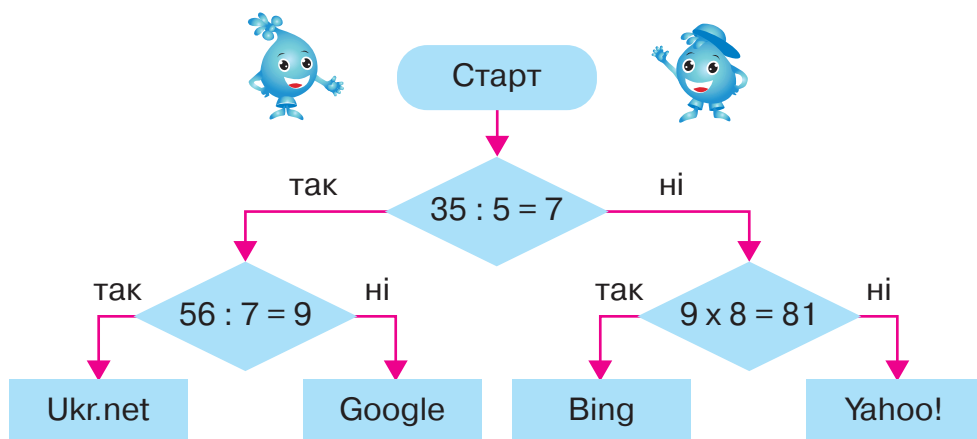 Старт
так
ні
35 : 5 = 7
так
ні
так
ні
56 : 7 = 9
9 х 8 = 81
Ukr.net
Google
Bing
Yahoo!